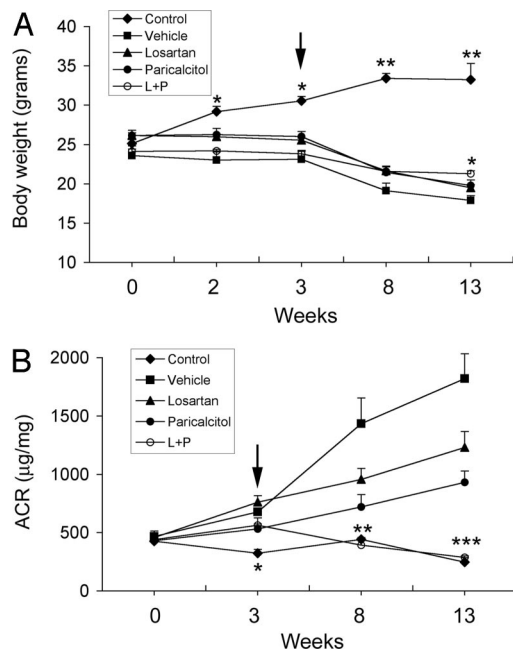 A
Control
Vehicle
Losartan
Paricalcitol
L+P
Body weight (grams)
40
35
30
25
20
15
10
*
*
**
**
*
0 2 3 8 13
Weeks
B
Control
Vehicle
Losartan
Paricalcitol
L+P
ACR (µg/mg)
2000
1500
1000
500
0
*
**
***
0 3 8 13
Weeks